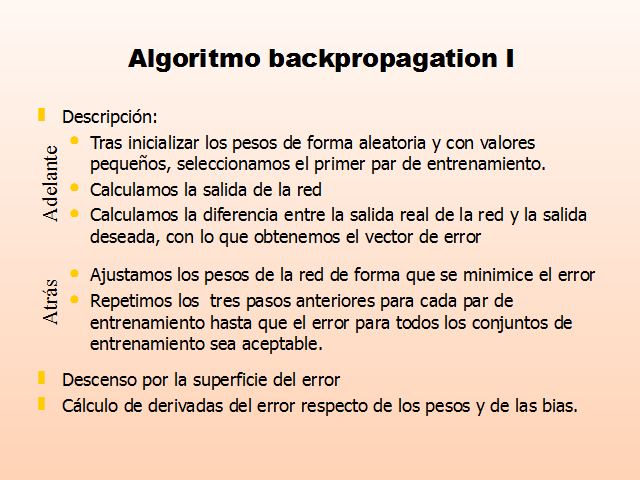 Algoritmo backpropagation I
Descripción:
Adelante
Tras inicializar los pesos de forma aleatoria y con valores
pequeños, seleccionamos el primer par de entrenamiento.
Calculamos la salida de la red
Calculamos la diferencia entre la salida real de la red y la salida
deseada, con lo que obtenemos el vector de error
Atrás
Ajustamos los pesos de la red de forma que se minimice el error
Repetimos los  tres pasos anteriores para cada par de
entrenamiento hasta que el error para todos los conjuntos de
entrenamiento sea aceptable.
Descenso por la superficie del error
Cálculo de derivadas del error respecto de los pesos y de las bias.